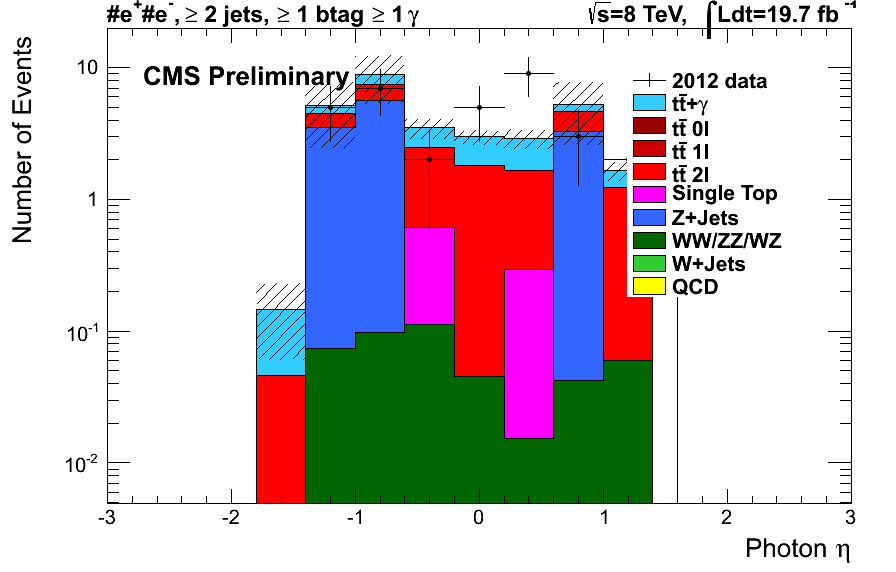 #e⁺#e⁻, ≥ 2 jets, ≥ 1 btag ≥ 1 γ
√s=8 TeV, ∫Ldt=19.7 fb⁻¹
CMS Preliminary
Number of Events
10
1
10⁻¹
10⁻²
2012 data
tt̄+γ
tt̄ 0l
tt̄ 1l
tt̄ 2l
Single Top
Z+Jets
WW/ZZ/WZ
W+Jets
QCD
-3 -2 -1 0 1 2 3
Photon η